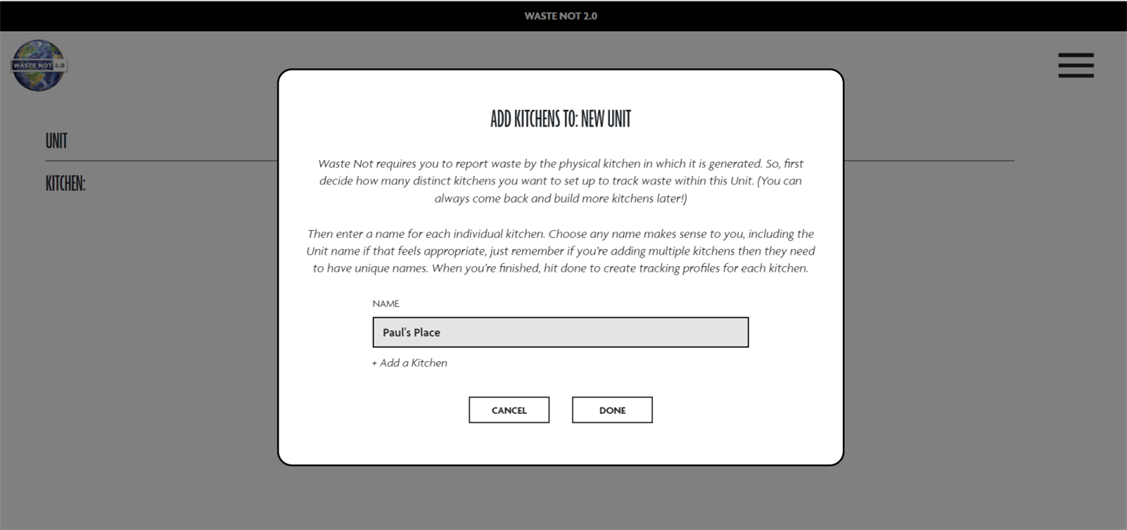 WASTE NOT 2.0
WASTE NOT 2.0
ADD KITCHENS TO: NEW UNIT
UNIT
Waste Not requires you to report waste by the physical kitchen in which it is generated. So, first
decide how many distinct kitchens you want to set up to track waste within this Unit. (You can
always come back and build more kitchens later!)
KITCHEN:
Then enter a name for each individual kitchen. Choose any name makes sense to you, including the
Unit name if that feels appropriate, just remember if you're adding multiple kitchens then they need
to have unique names. When you're finished, hit done to create tracking profiles for each kitchen.
NAME
Paul's Place
+ Add a Kitchen
CANCEL DONE